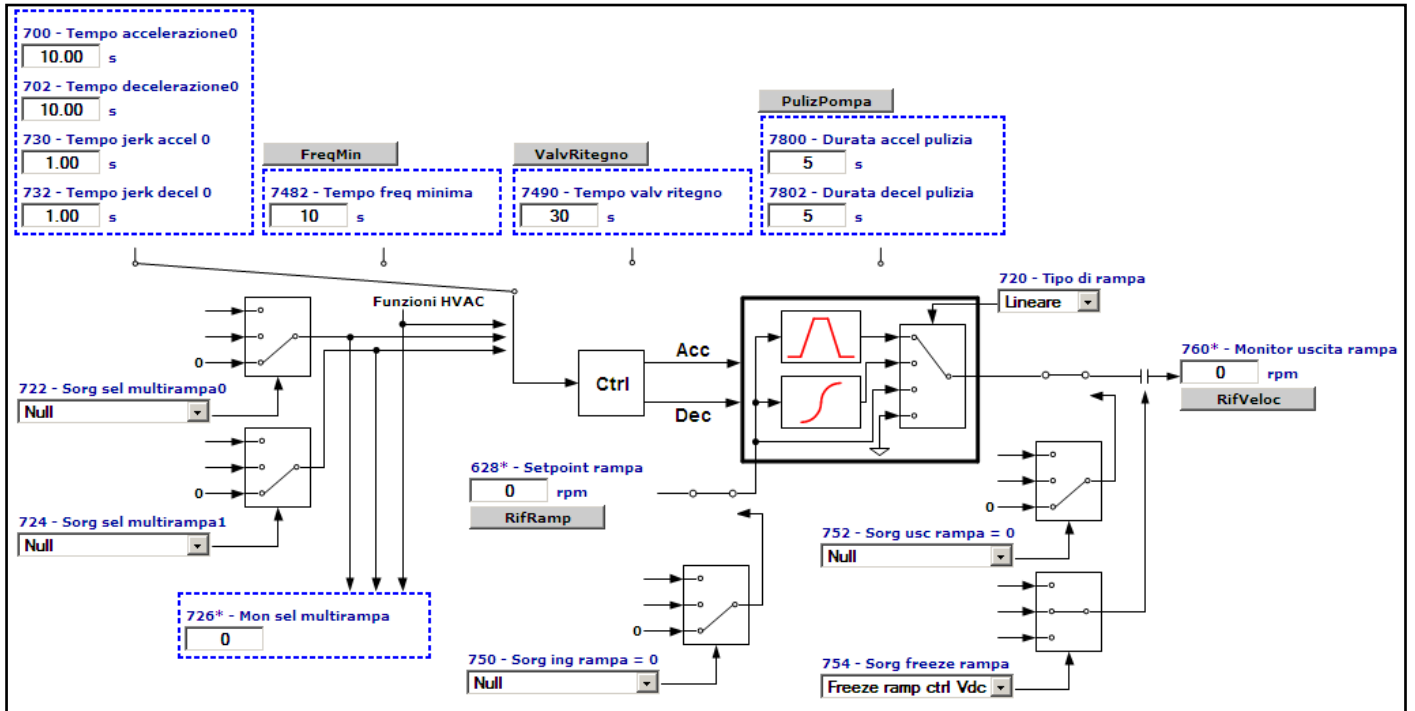 700 - Tempo accelerazione0
10.00 s
702 - Tempo decelerazione0
10.00 s
730 - Tempo jerk accel 0
1.00 s
732 - Tempo jerk decel 0
1.00 s
FreqMin
7482 - Tempo freq minima
10 s
ValvRitegno
7490 - Tempo valv ritegno
30 s
PulizPompa
7800 - Durata accel pulizia
5 s
7802 - Durata decel pulizia
5 s
Funzioni HVAC
0
722 - Sorg sel multirampa0
Null
0
724 - Sorg sel multirampa1
Null
726* - Mon sel multirampa
0
Ctrl
Acc
Dec
720 - Tipo di rampa
Lineare
760* - Monitor uscita rampa
0 rpm
RifVeloc
628* - Setpoint rampa
0 rpm
RifRamp
0
750 - Sorg ing rampa = 0
Null
0
752 - Sorg usc rampa = 0
Null
754 - Sorg freeze rampa
Freeze ramp ctrl Vdc